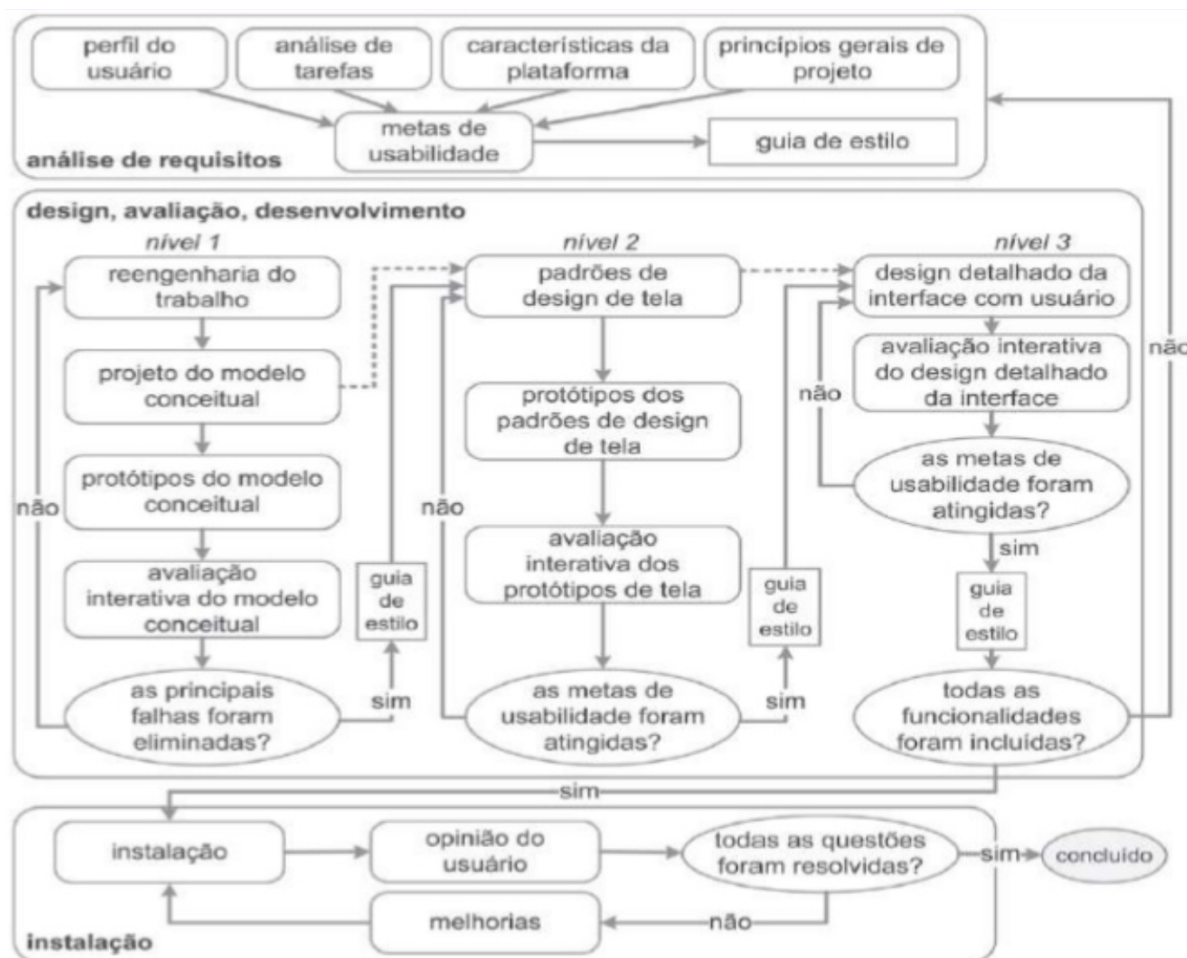 perfil do
usuário
análise de
tarefas
características da
plataforma
princípios gerais de
projeto
metas de
usabilidade
guia de estilo
análise de requisitos
design, avaliação, desenvolvimento
nível 1
reengenharia do
trabalho
projeto do modelo
conceitual
protótipos do modelo
conceitual
avaliação
interativa do modelo
conceitual
as principais
falhas foram
eliminadas?
não
sim
guia
de
estilo
nível 2
padrões de
design de tela
protótipos dos
padrões de design
de tela
avaliação
interativa dos
protótipos de tela
as metas de
usabilidade foram
atingidas?
não
sim
guia
de
estilo
nível 3
design detalhado da
interface com usuário
avaliação interativa
do design detalhado
da interface
as metas de
usabilidade foram
atingidas?
não
sim
guia
de
estilo
todas as
funcionalidades
foram incluídas?
não
sim
instalação
opinião do
usuário
todas as questões
foram resolvidas?
sim
concluído
não
melhorias
instalação